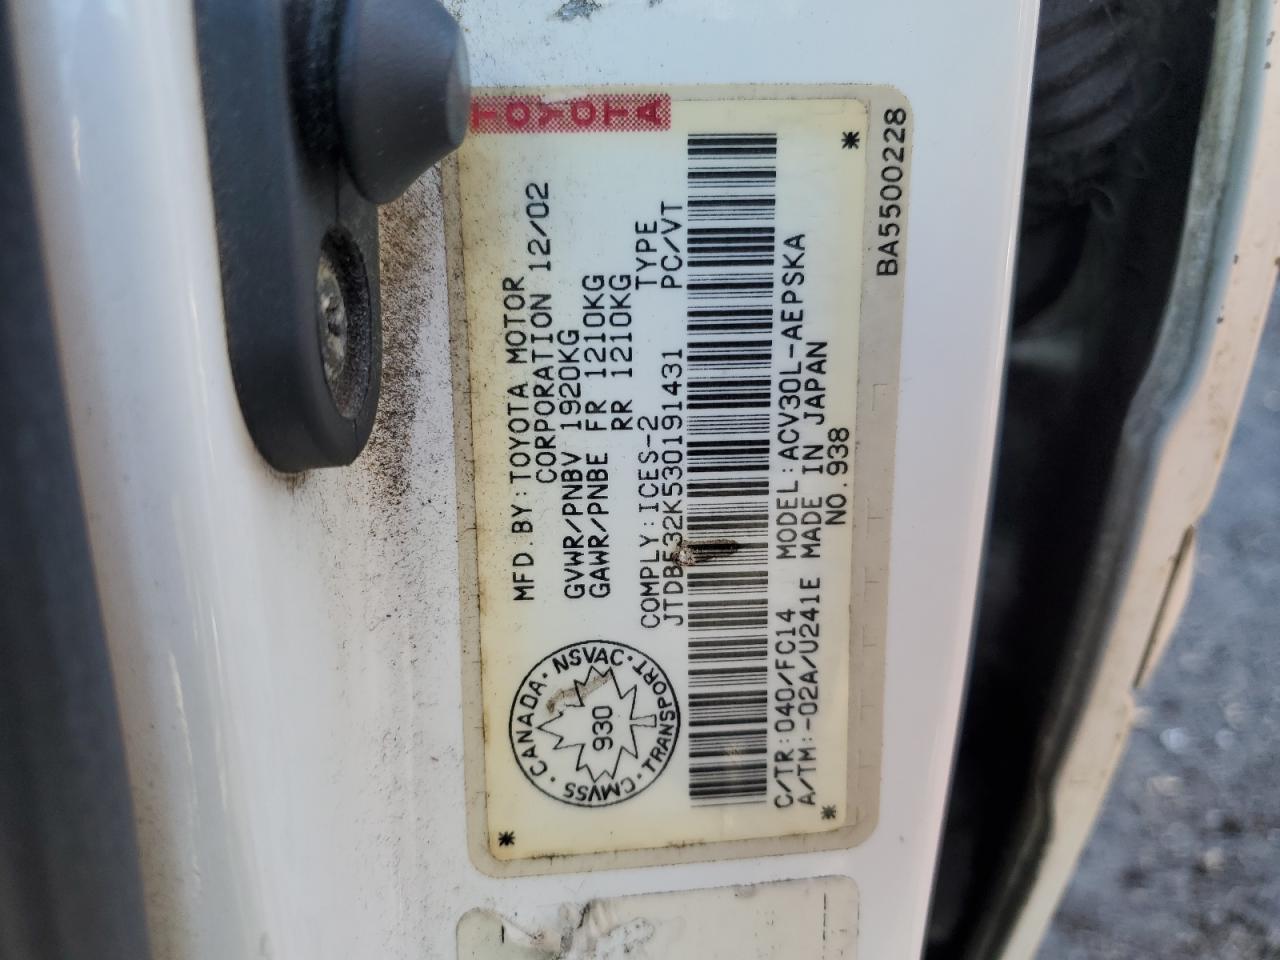 TOYOTA
MFD.BY:TOYOTA MOTOR
CORPORATION 12/02
GVWR/PNBV 1920KG
GAWR/PNBE FR 1210KG
RR 1210KG
COMPLY:ICES-2 TYPE
JTDBE32K530191431 PC/VT
C/TR:040/FC14 MODEL:ACV30L-AEPSKA
A/TM:-02A/U241E MADE IN JAPAN
NO.938
BA5500228
CANADA · NSVAC · TRANSPORT · CMVSS
930